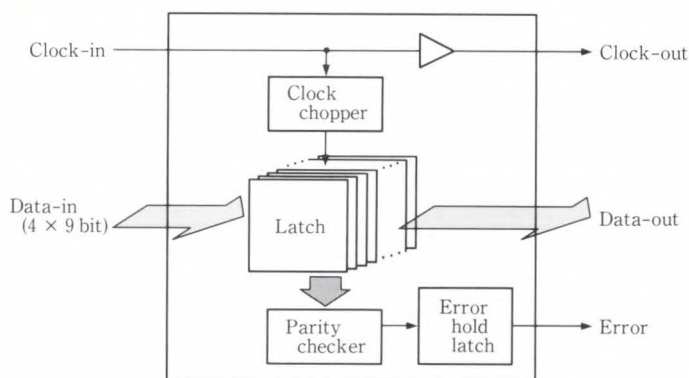 Clock-in
Clock-out
Clock
chopper
Data-in
(4 × 9 bit)
Latch
Data-out
Parity
checker
Error
hold
latch
Error